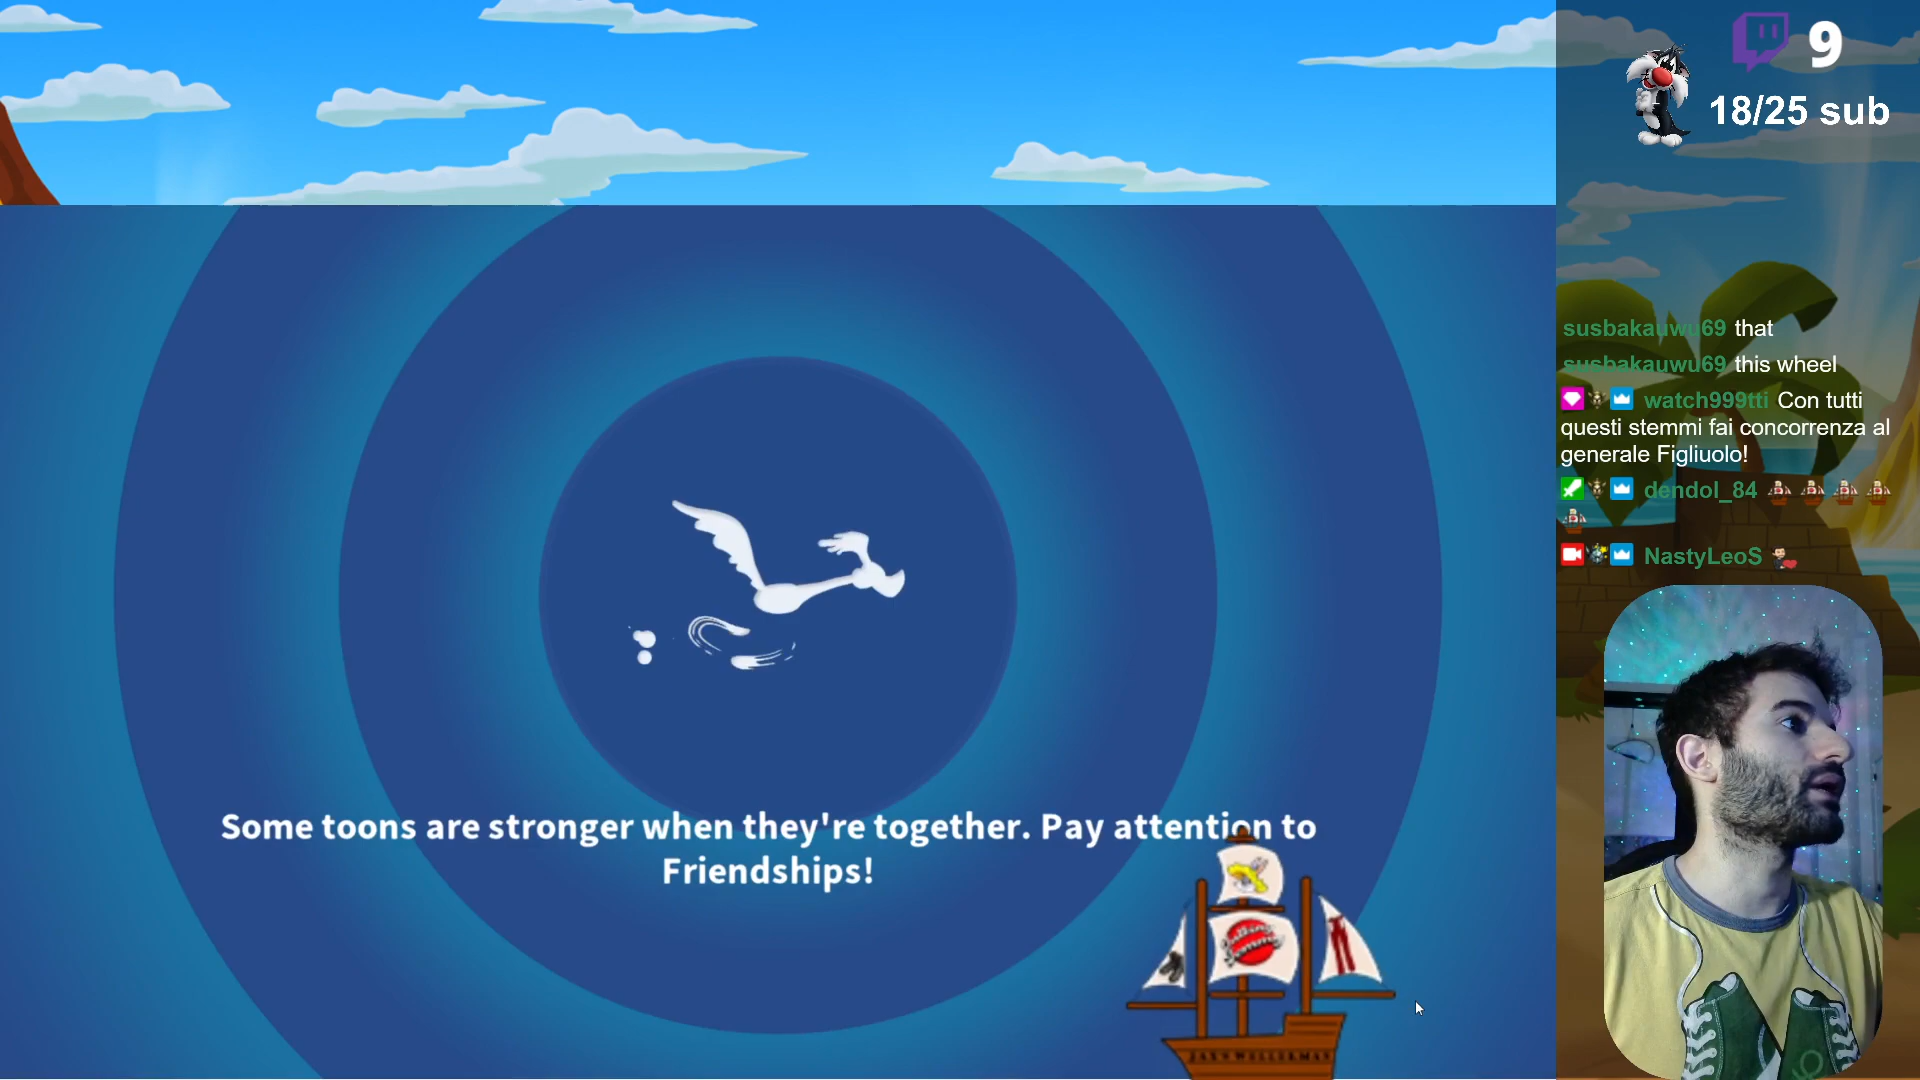 9
18/25 sub
susbakauwu69 that
susbakauwu69 this wheel
watch999tti Con tutti
questi stemmi fai concorrenza al
generale Figliuolo!
dendol_84
NastyLeoS
Some toons are stronger when they're together. Pay attention to
Friendships!